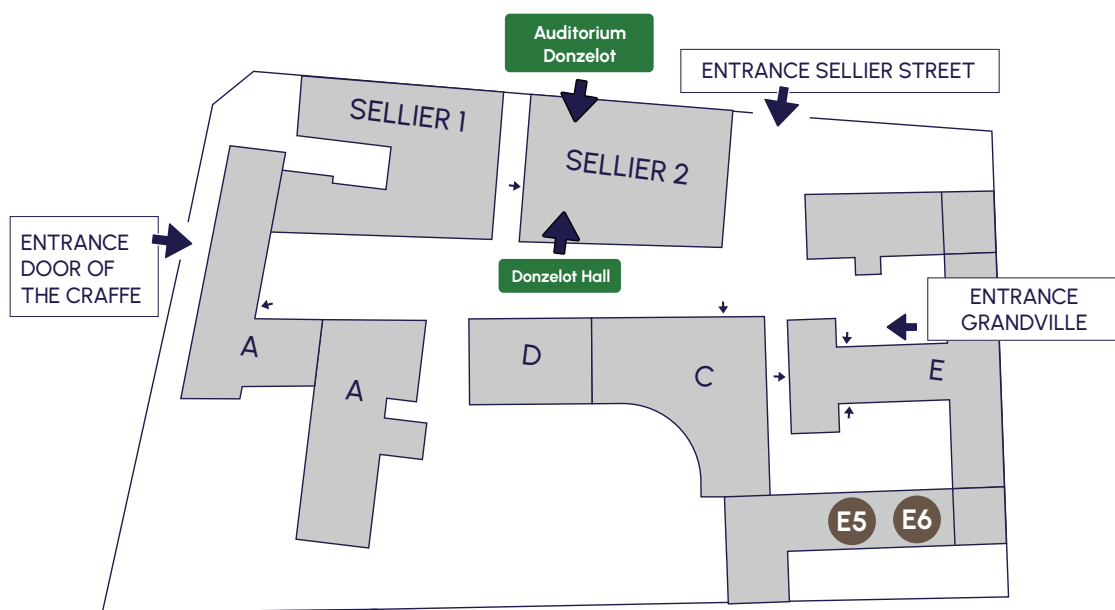 Auditorium
Donzelot
ENTRANCE SELLIER STREET
SELLIER 1
SELLIER 2
ENTRANCE
DOOR OF
THE CRAFFE
Donzelot Hall
ENTRANCE
GRANDVILLE
A
A
D
C
E
E5
E6